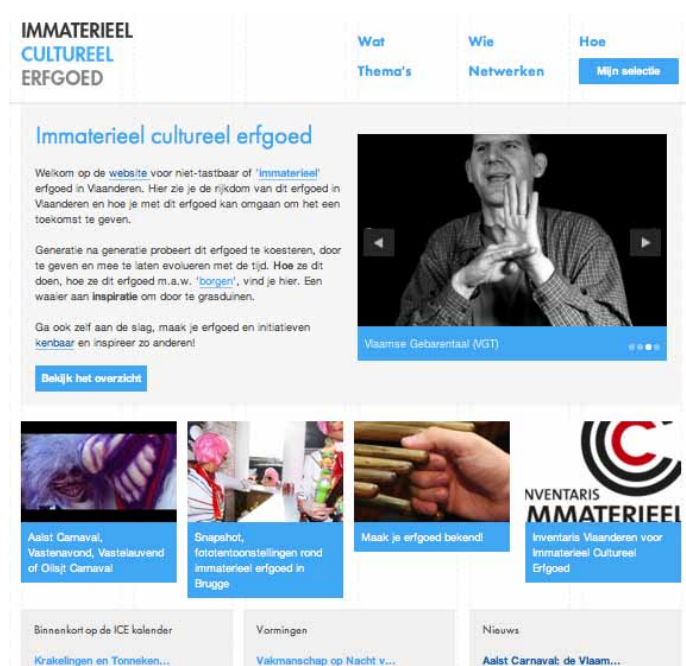 IMMATERIEEL
CULTUREEL
ERFGOED
Wat
Wie
Hoe
Thema's
Netwerken
Mijn selectie
Immaterieel cultureel erfgoed
Welkom op de website voor niet-tastbaar of 'immaterieel'
erfgoed in Vlaanderen. Hier zie je de rijkdom van dit erfgoed in
Vlaanderen en hoe je met dit erfgoed kan omgaan om het een
toekomst te geven.
Generatie na generatie probeert dit erfgoed te koesteren, door
te geven en mee te laten evolueren met de tijd. Hoe ze dit
doen, hoe ze dit erfgoed m.a.w. 'borgen', vind je hier. Een
waaier aan inspiratie om door te grasduinen.
Ga ook zelf aan de slag, maak je erfgoed en initiatieven
kenbaar en inspireer zo anderen!
Bekijk het overzicht
Vlaamse Gebarentaal (VGT)
Aalst Carnaval,
Vastenavond, Vastelauvend
of Oilsjt Carnaval
Snapshot,
fototentoonstellingen rond
immaterieel erfgoed in
Brugge
Maak je erfgoed bekend!
NVENTARIS
MMATERIEEL
Inventaris Vlaanderen voor
Immaterieel Cultureel
Erfgoed
Binnenkort op de ICE kalender
Krakelingen en Tonneken...
Vormingen
Vakmanschap op Nacht v...
Nieuws
Aalst Carnaval: de Vlaam...